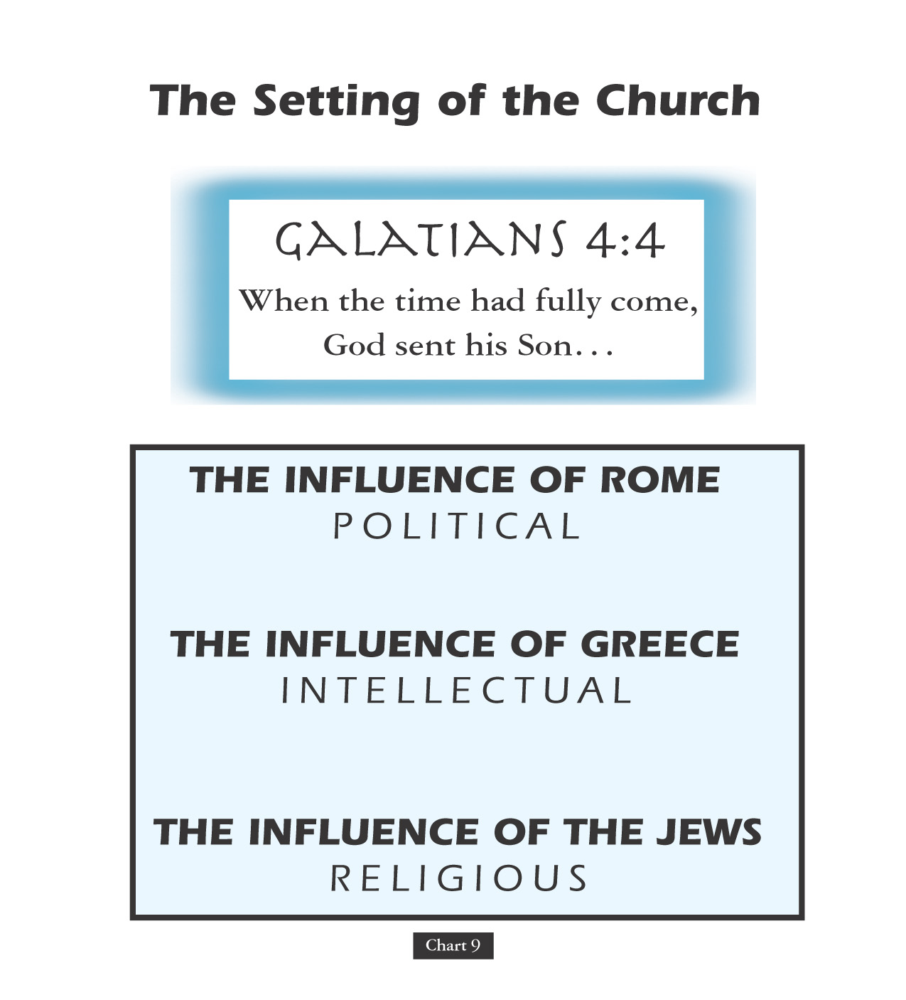 The Setting of the Church
GALATIANS 4:4
When the time had fully come,
God sent his Son...
THE INFLUENCE OF ROME
POLITICAL
THE INFLUENCE OF GREECE
INTELLECTUAL
THE INFLUENCE OF THE JEWS
RELIGIOUS
Chart 9